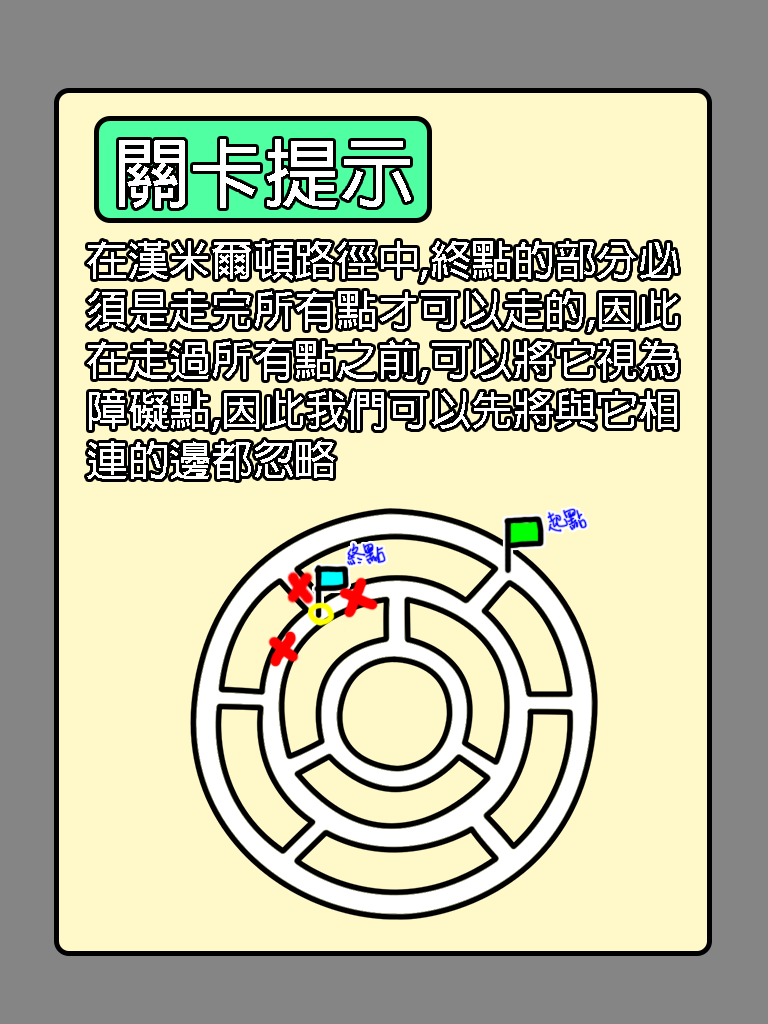 關卡提示
在漢米爾頓路徑中,終點的部分必
須是走完所有點才可以走的,因此
在走過所有點之前,可以將它視為
障礙點,因此我們可以先將與它相
連的邊都忽略
起點
終點